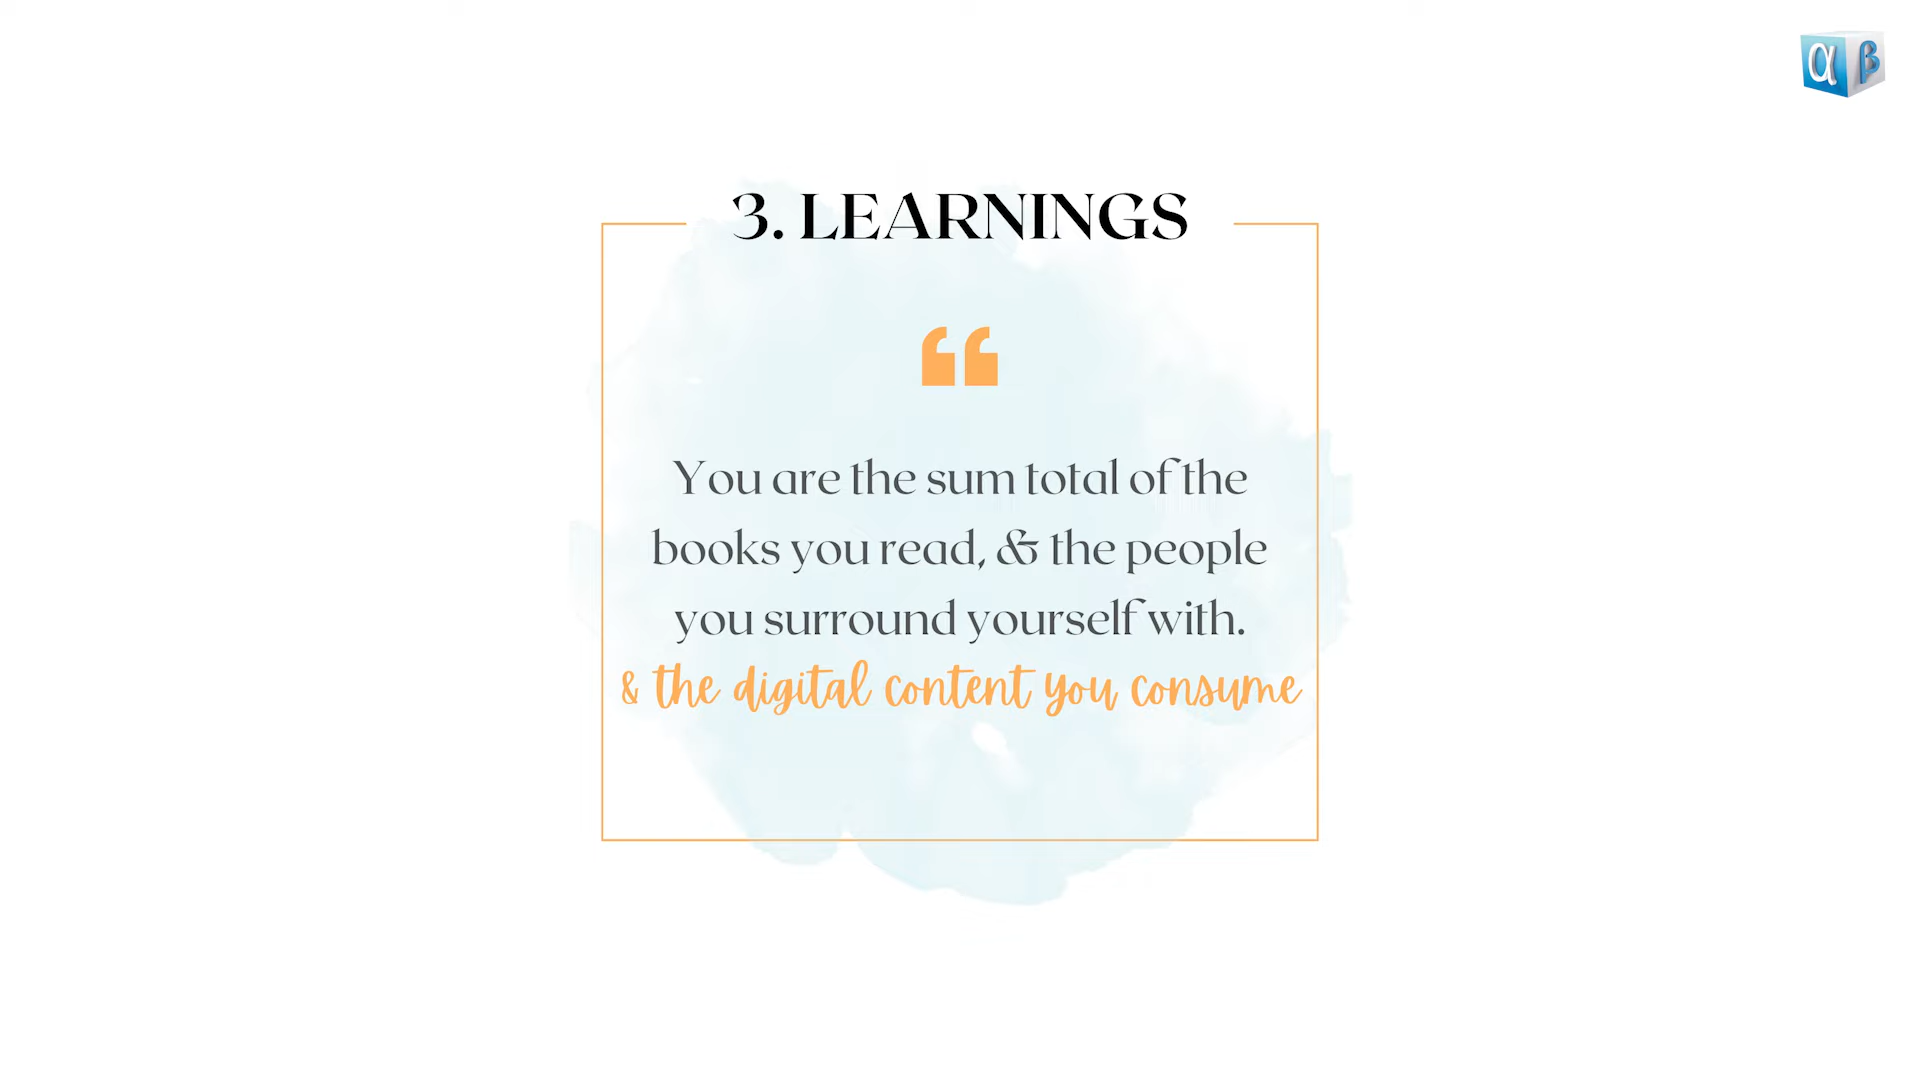 α β
3. LEARNINGS
“
You are the sum total of the
books you read, & the people
you surround yourself with.
& the digital content you consume